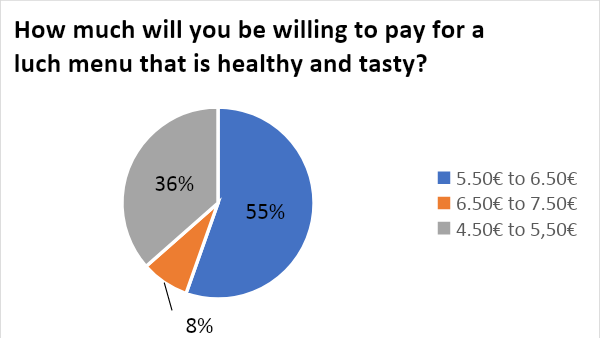 How much will you be willing to pay for a
luch menu that is healthy and tasty?
36%
55%
8%
5.50€ to 6.50€
6.50€ to 7.50€
4.50€ to 5,50€